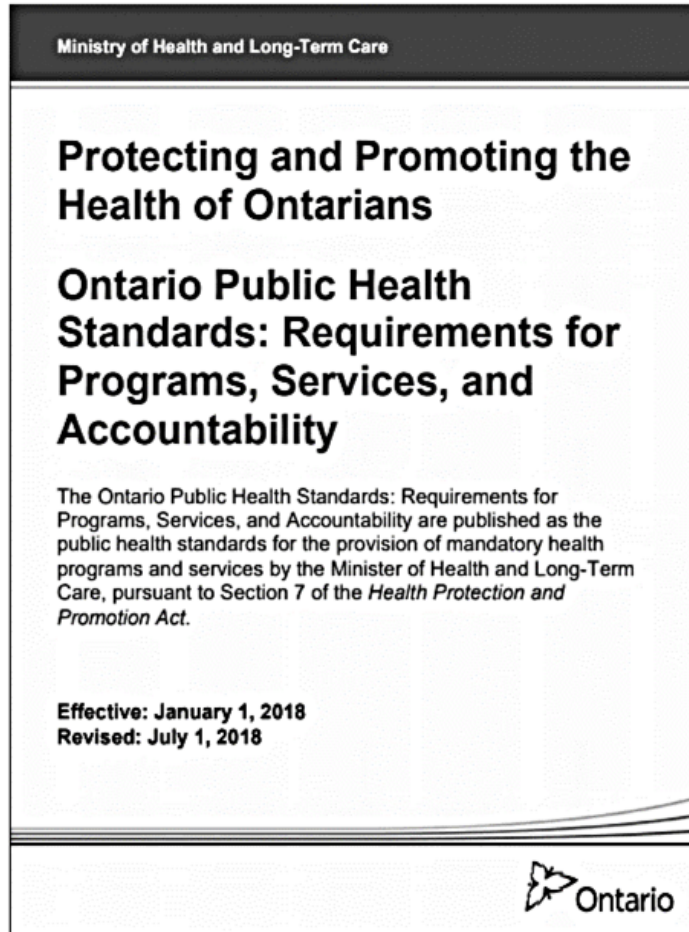 Ministry of Health and Long-Term Care
Protecting and Promoting the
Health of Ontarians
Ontario Public Health
Standards: Requirements for
Programs, Services, and
Accountability
The Ontario Public Health Standards: Requirements for
Programs, Services, and Accountability are published as the
public health standards for the provision of mandatory health
programs and services by the Minister of Health and Long-Term
Care, pursuant to Section 7 of the Health Protection and
Promotion Act.
Effective: January 1, 2018
Revised: July 1, 2018
Ontario